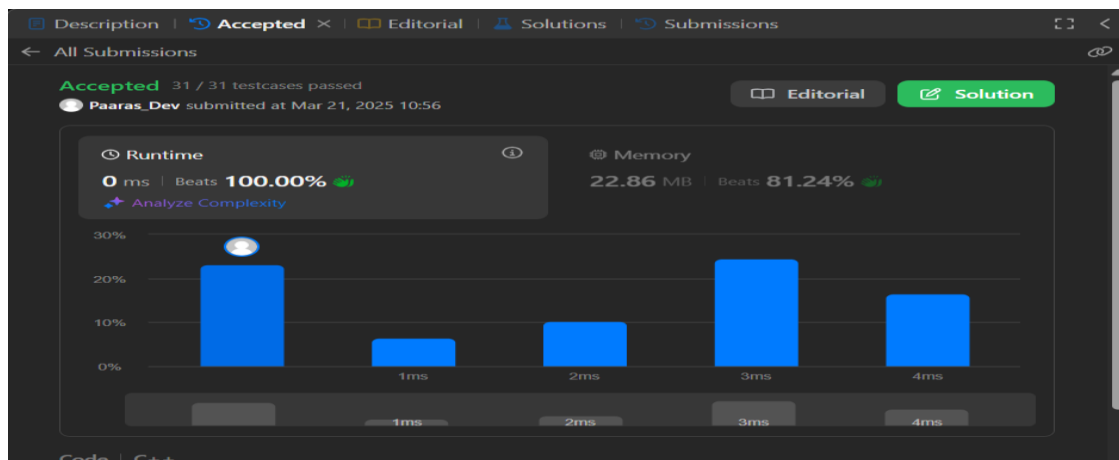 Description | Accepted × | Editorial | Solutions | Submissions
← All Submissions
Accepted 31 / 31 testcases passed
Paaras_Dev submitted at Mar 21, 2025 10:56
Editorial
Solution
Runtime
0 ms | Beats 100.00%
Analyze Complexity
Memory
22.86 MB | Beats 81.24%
30%
20%
10%
0%
1ms 2ms 3ms 4ms
1ms 2ms 3ms 4ms
Code | C++